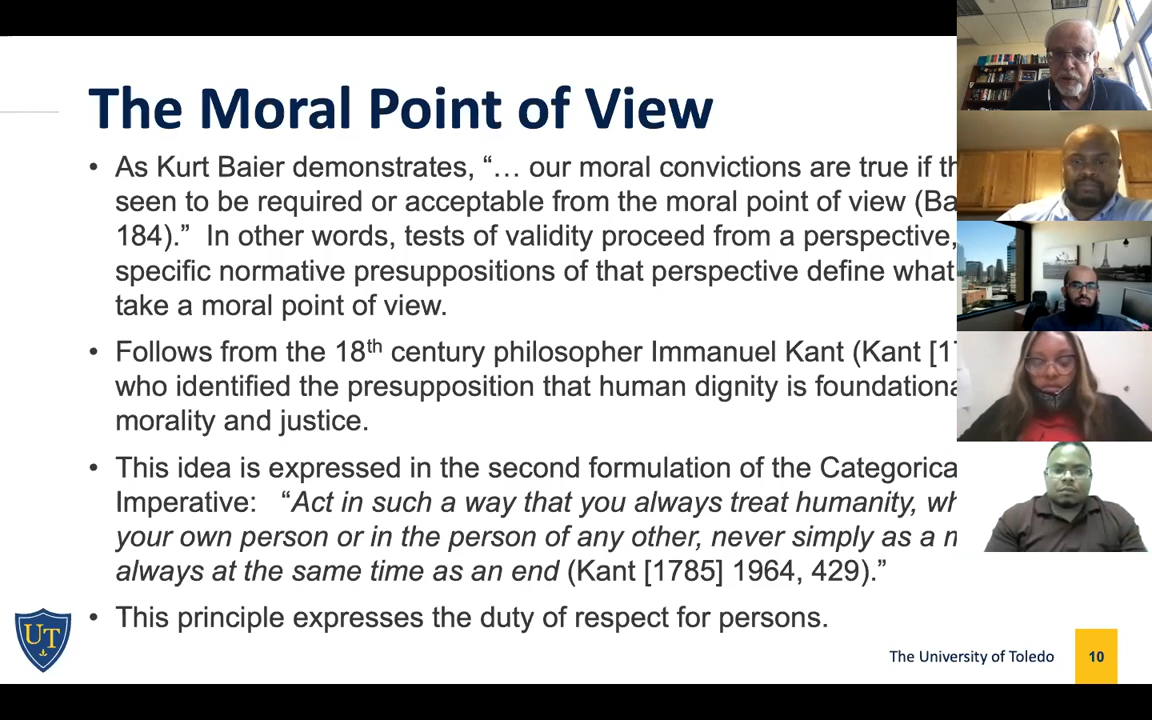 The Moral Point of View
• As Kurt Baier demonstrates, “… our moral convictions are true if
seen to be required or acceptable from the moral point of view
184).”  In other words, tests of validity proceed from a perspective,
specific normative presuppositions of that perspective define what
take a moral point of view.
• Follows from the 18th century philosopher Immanuel Kant (Kant
who identified the presupposition that human dignity is
morality and justice.
• This idea is expressed in the second formulation of the
Imperative:   “Act in such a way that you always treat humanity,
your own person or in the person of any other, never simply as a
always at the same time as an end (Kant [1785] 1964, 429).”
• This principle expresses the duty of respect for persons.
UT
The University of Toledo
10